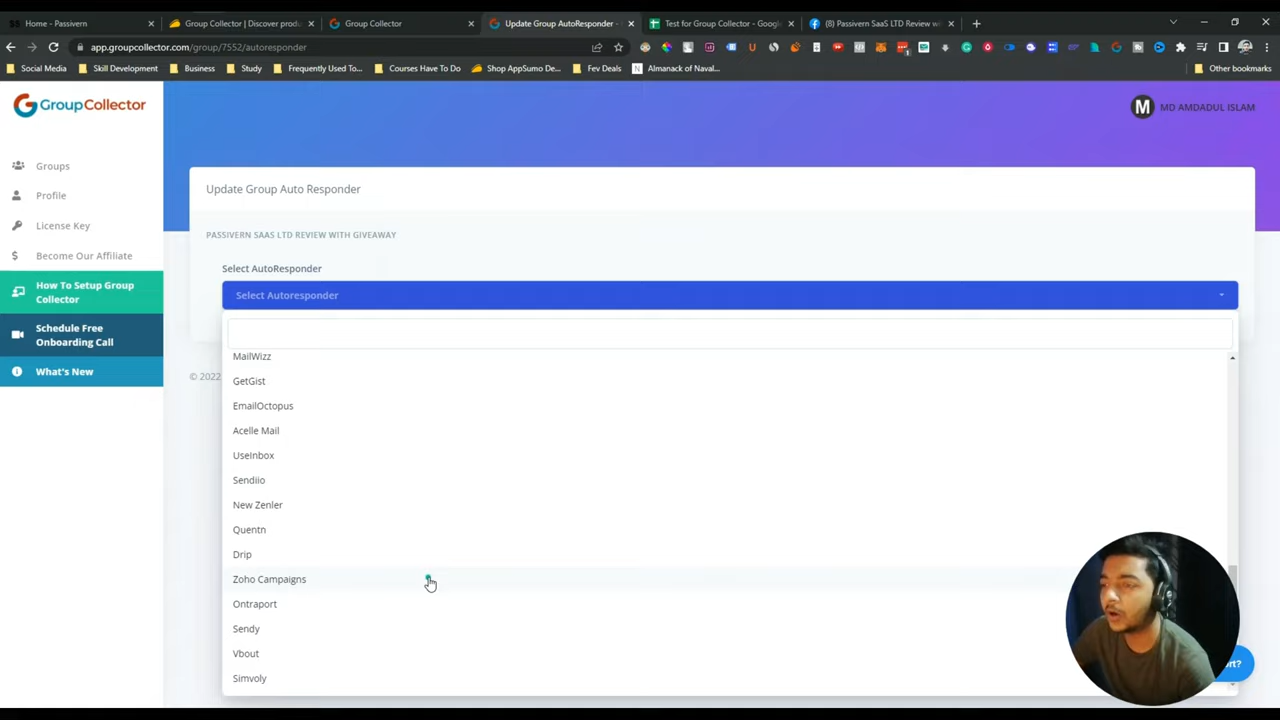 Home - Passivern
Group Collector | Discover prod
Group Collector
Update Group AutoResponder -
Test for Group Collector - Google
(8) Passivern SaaS LTD Review w
app.groupcollector.com/group/7552/autoresponder
Social Media
Skill Development
Business
Study
Frequently Used To...
Courses Have To Do
Shop AppSumo De...
Fev Deals
Almanack of Naval...
Other bookmarks
GroupCollector
M
MD AMDADUL ISLAM
Groups
Profile
License Key
Become Our Affiliate
How To Setup Group
Collector
Schedule Free
Onboarding Call
What's New
Update Group Auto Responder
PASSIVERN SAAS LTD REVIEW WITH GIVEAWAY
Select AutoResponder
Select Autoresponder
© 2022
MailWizz
GetGist
EmailOctopus
Acelle Mail
UseInbox
Sendiio
New Zenler
Quentn
Drip
Zoho Campaigns
Ontraport
Sendy
Vbout
Simvoly